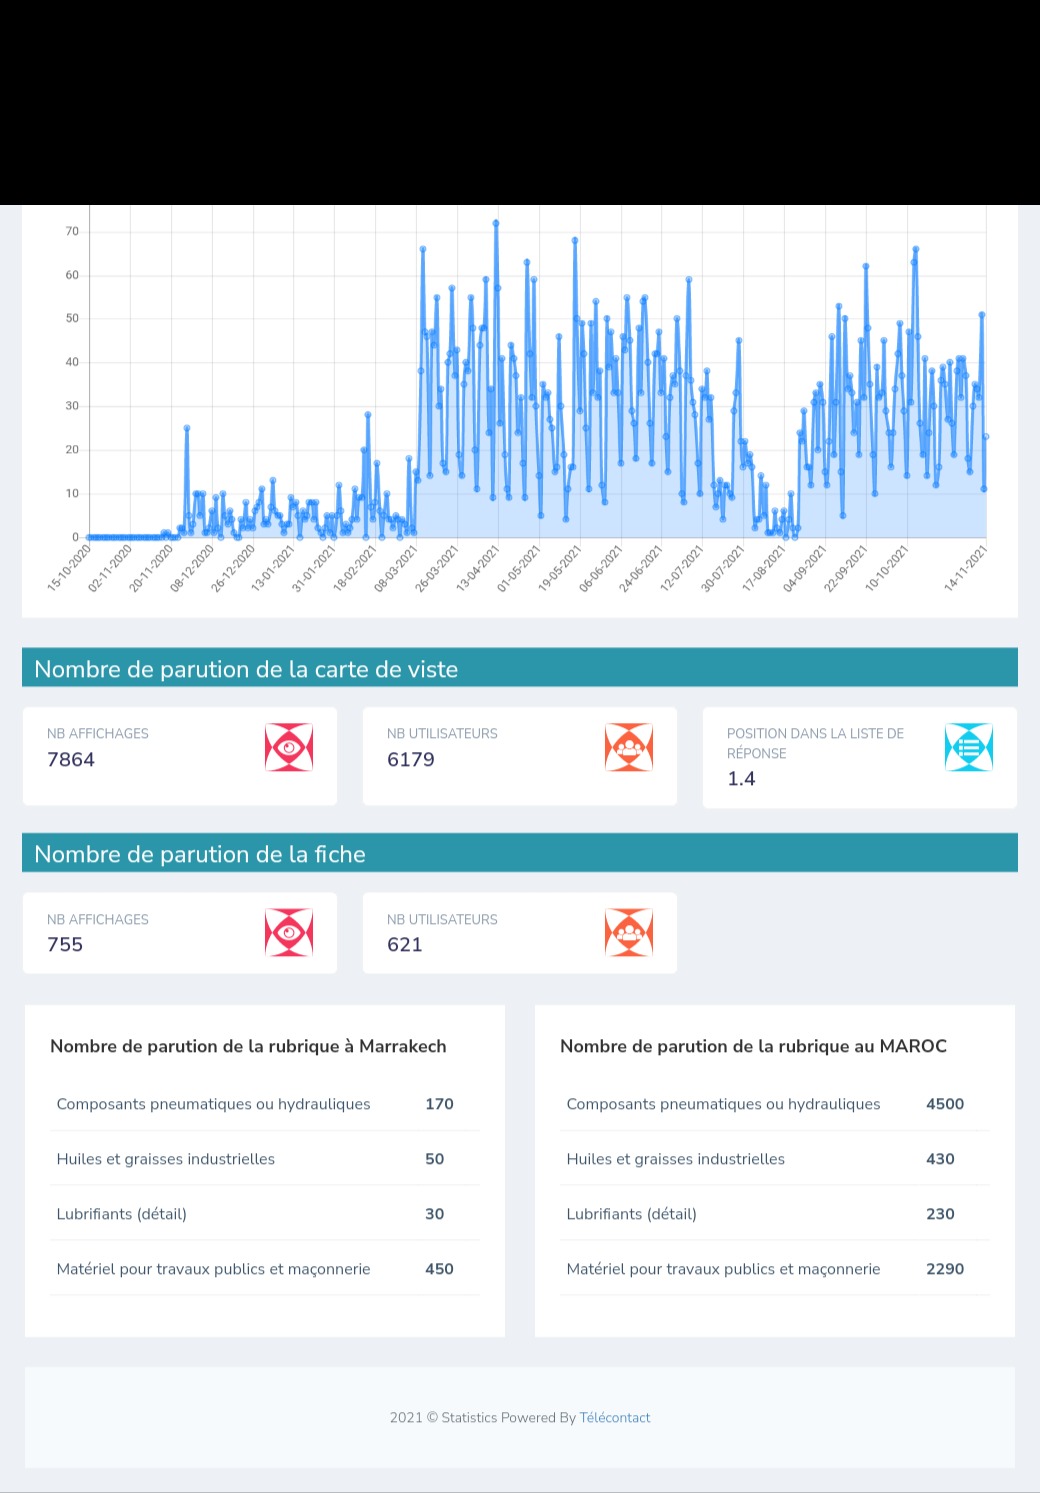 70
60
50
40
30
20
10
0
15-10-2020
02-11-2020
20-11-2020
08-12-2020
26-12-2020
13-01-2021
31-01-2021
18-02-2021
08-03-2021
26-03-2021
13-04-2021
01-05-2021
19-05-2021
06-06-2021
24-06-2021
12-07-2021
30-07-2021
17-08-2021
04-09-2021
22-09-2021
10-10-2021
14-11-2021
Nombre de parution de la carte de viste
NB AFFICHAGES
7864
NB UTILISATEURS
6179
POSITION DANS LA LISTE DE
RÉPONSE
1.4
Nombre de parution de la fiche
NB AFFICHAGES
755
NB UTILISATEURS
621
Nombre de parution de la rubrique à Marrakech
Composants pneumatiques ou hydrauliques 170
Huiles et graisses industrielles 50
Lubrifiants (détail) 30
Matériel pour travaux publics et maçonnerie 450
Nombre de parution de la rubrique au MAROC
Composants pneumatiques ou hydrauliques 4500
Huiles et graisses industrielles 430
Lubrifiants (détail) 230
Matériel pour travaux publics et maçonnerie 2290
2021 © Statistics Powered By Télécontact